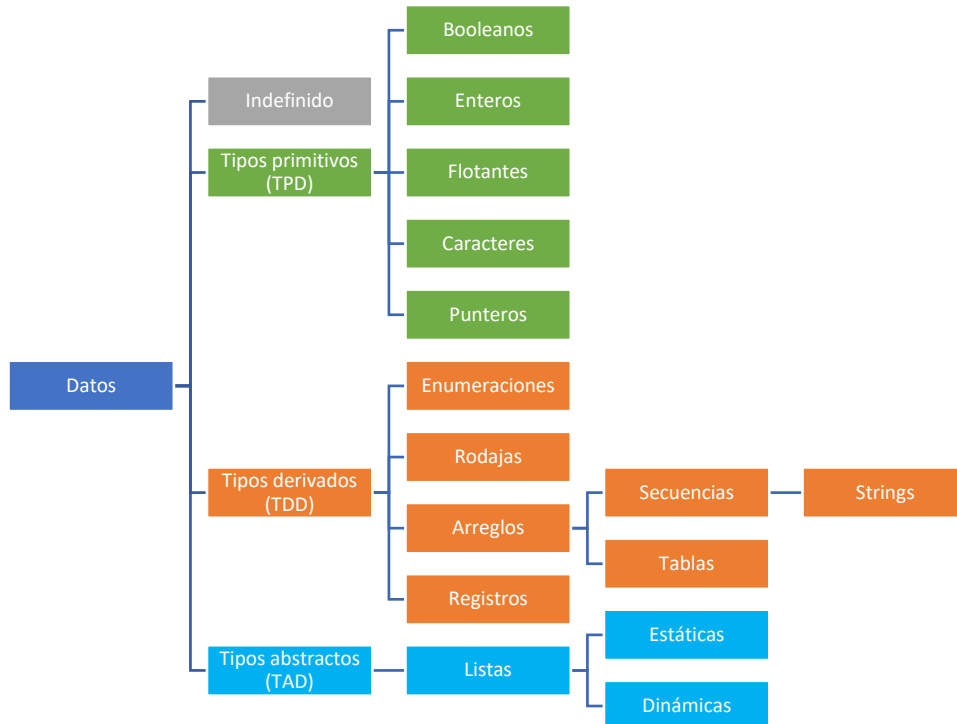 Datos
Indefinido
Tipos primitivos
(TPD)
Booleanos
Enteros
Flotantes
Caracteres
Punteros
Tipos derivados
(TDD)
Enumeraciones
Rodajas
Arreglos
Secuencias
Strings
Tablas
Registros
Tipos abstractos
(TAD)
Listas
Estáticas
Dinámicas